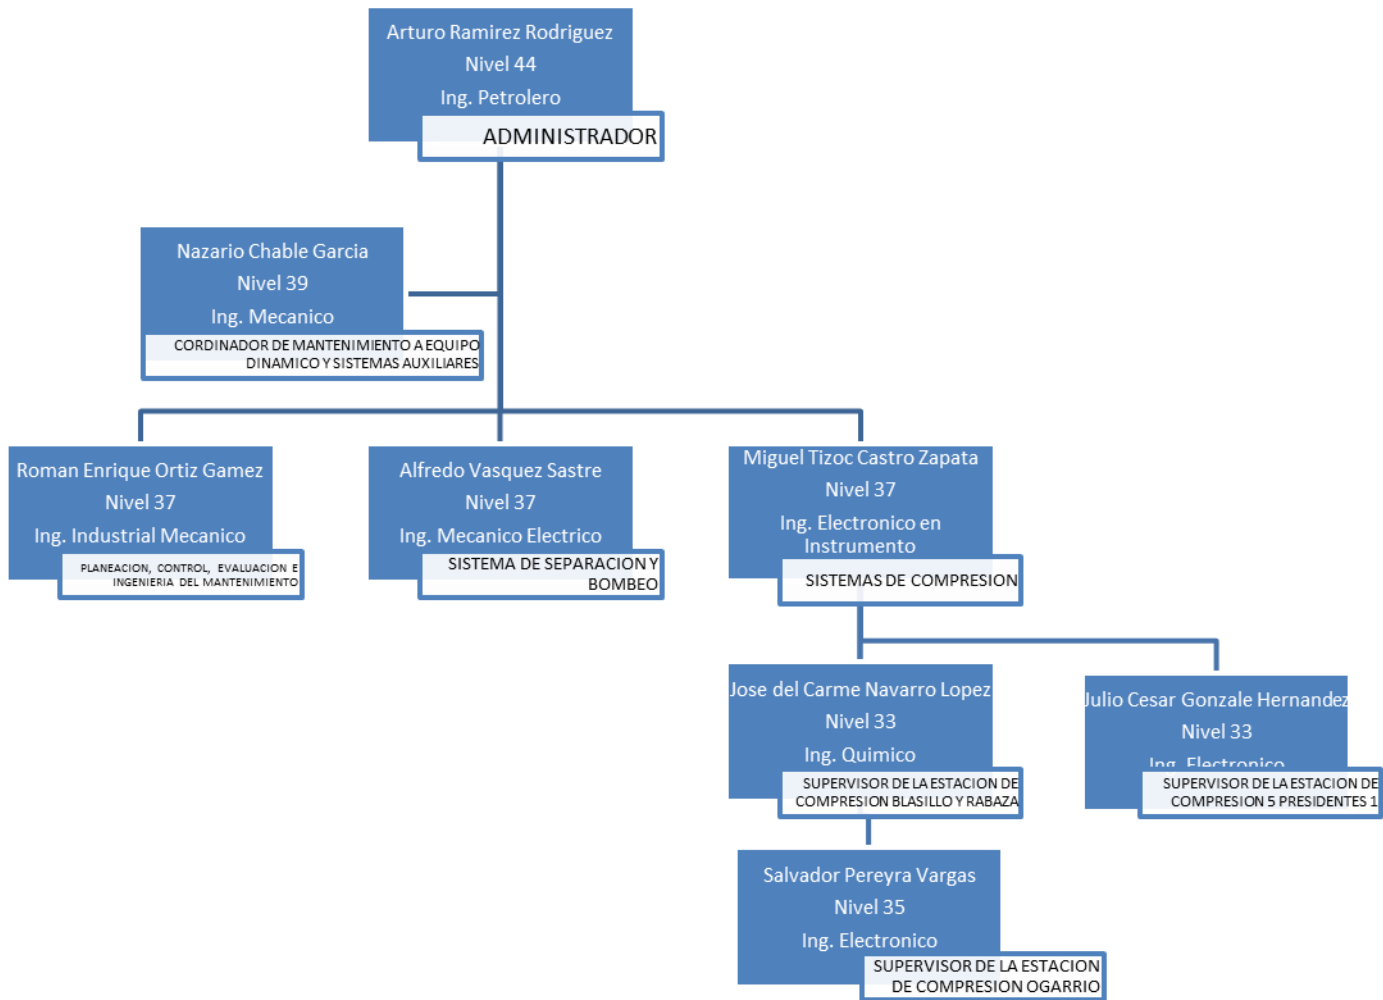 Arturo Ramirez Rodriguez
Nivel 44
Ing. Petrolero
ADMINISTRADOR
Nazario Chable Garcia
Nivel 39
Ing. Mecanico
CORDINADOR DE MANTENIMIENTO A EQUIPO
DINAMICO Y SISTEMAS AUXILIARES
Roman Enrique Ortiz Gamez
Nivel 37
Ing. Industrial Mecanico
PLANEACION, CONTROL, EVALUACION E
INGENIERIA DEL MANTENIMIENTO
Alfredo Vasquez Sastre
Nivel 37
Ing. Mecanico Electrico
SISTEMA DE SEPARACION Y
BOMBEO
Miguel Tizoc Castro Zapata
Nivel 37
Ing. Electronico en
Instrumento
SISTEMAS DE COMPRESION
Jose del Carme Navarro Lopez
Nivel 33
Ing. Quimico
SUPERVISOR DE LA ESTACION DE
COMPRESION BLASILLO Y RABAZA
Julio Cesar Gonzale Hernandez
Nivel 33
Ing. Electronico
SUPERVISOR DE LA ESTACION DE
COMPRESION 5 PRESIDENTES 1
Salvador Pereyra Vargas
Nivel 35
Ing. Electronico
SUPERVISOR DE LA ESTACION
DE COMPRESION OGARRIO